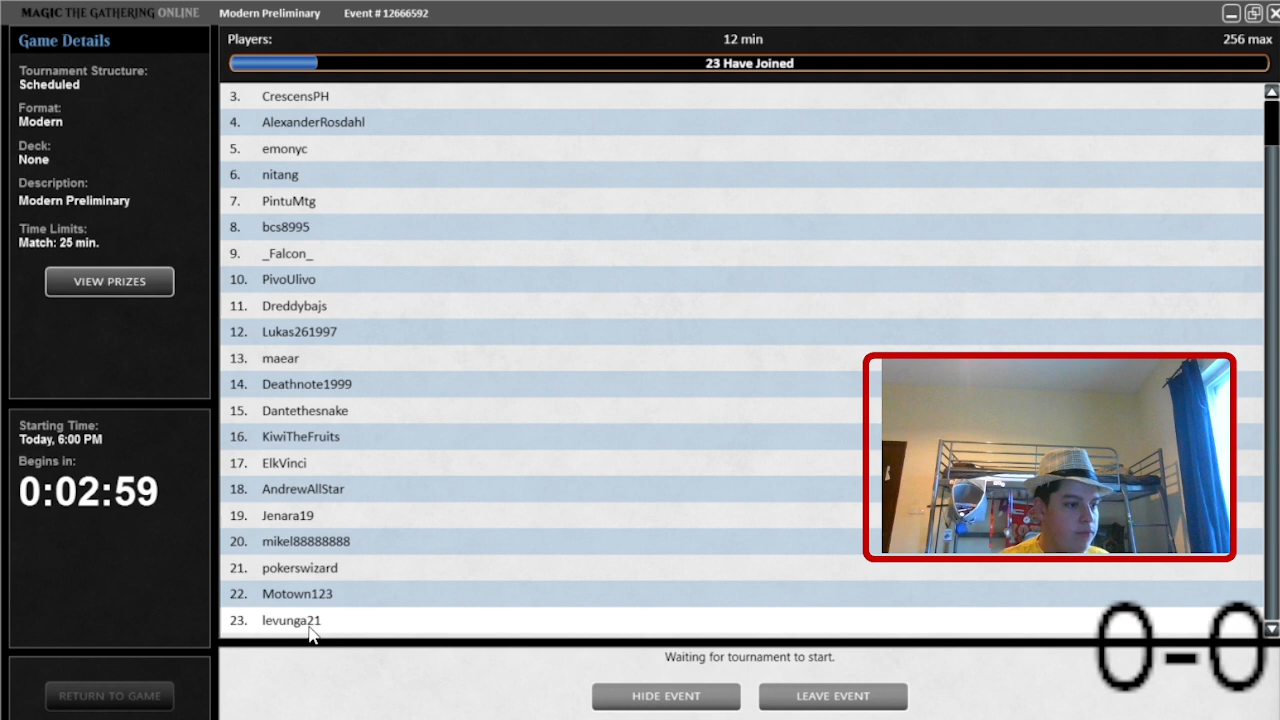 MAGIC THE GATHERING ONLINE Modern Preliminary Event # 12666592
Game Details
Tournament Structure:
Scheduled
Format:
Modern
Deck:
None
Description:
Modern Preliminary
Time Limits:
Match: 25 min.
VIEW PRIZES
Starting Time:
Today, 6:00 PM
Begins in:
0:02:59
RETURN TO GAME
Players: 12 min 256 max
23 Have Joined
3. CrescensPH
4. AlexanderRosdahl
5. emonyc
6. nitang
7. PintuMtg
8. bcs8995
9. _Falcon_
10. PivoUlivo
11. Dreddybajs
12. Lukas261997
13. maear
14. Deathnote1999
15. Dantethesnake
16. KiwiTheFruits
17. ElkVinci
18. AndrewAllStar
19. Jenara19
20. mikel88888888
21. pokerswizard
22. Motown123
23. levunga21
Waiting for tournament to start.
HIDE EVENT LEAVE EVENT
0-0